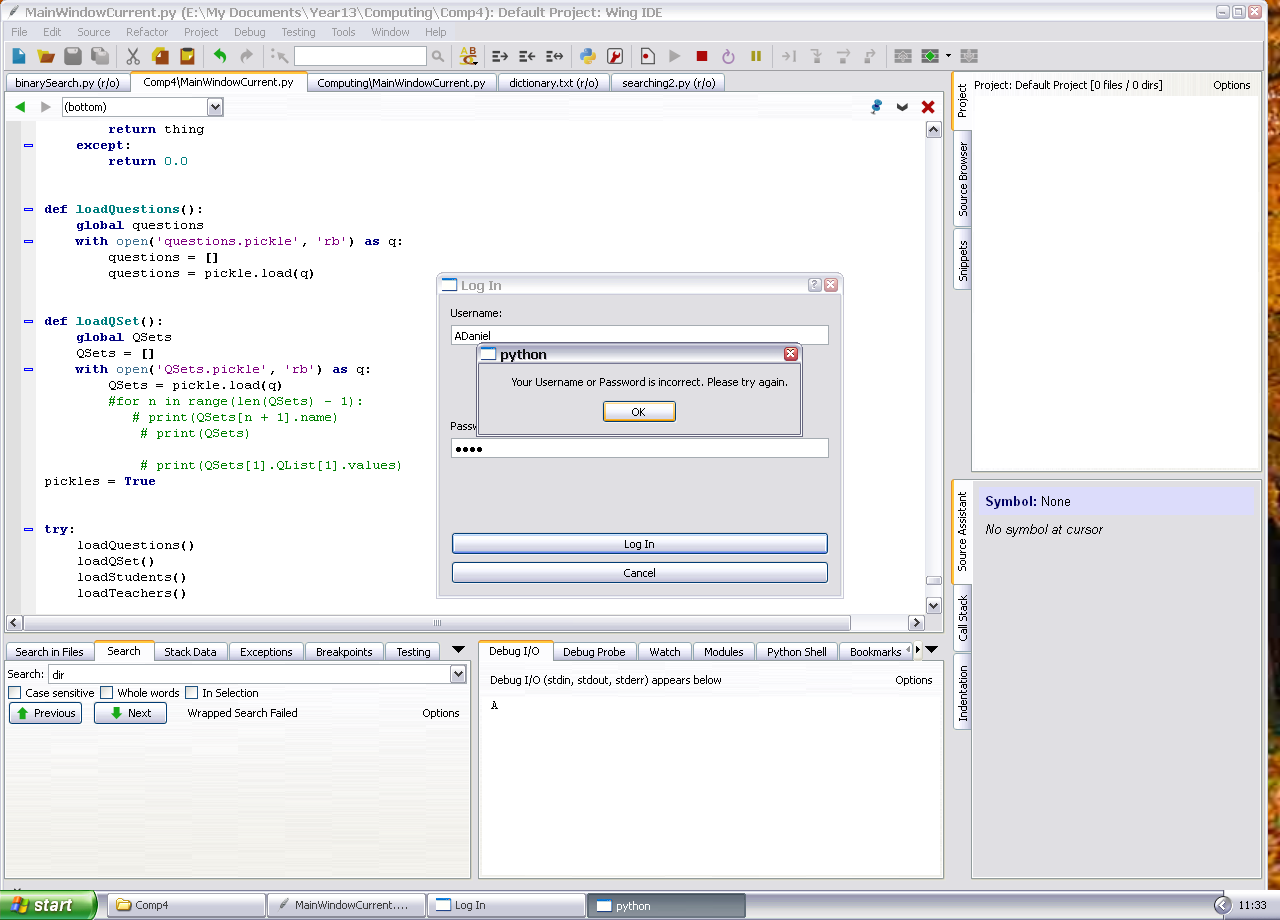 MainWindowCurrent.py (E:\My Documents\Year13\Computing\Comp4): Default Project: Wing IDE
File Edit Source Refactor Project Debug Testing Tools Window Help
binarySearch.py (r/o) Comp4\MainWindowCurrent.py Computing\MainWindowCurrent.py dictionary.txt (r/o) searching2.py (r/o)
(bottom)
return thing
except:
return 0.0
def loadQuestions():
global questions
with open('questions.pickle', 'rb') as q:
questions = []
questions = pickle.load(q)
def loadQSet():
global QSets
QSets = []
with open('QSets.pickle', 'rb') as q:
QSets = pickle.load(q)
#for n in range(len(QSets) - 1):
# print(QSets[n + 1].name)
# print(QSets)
# print(QSets[1].QList[1].values)
pickles = True
try:
loadQuestions()
loadQSet()
loadStudents()
loadTeachers()
Log In
Username:
ADaniel
python
Your Username or Password is incorrect. Please try again.
OK
Passw
Log In
Cancel
Project
Source Browser
Snippets
Project: Default Project [0 files / 0 dirs] Options
Source Assistant
Call Stack
Indentation
Symbol: None
No symbol at cursor
Search in Files Search Stack Data Exceptions Breakpoints Testing
Search: dir
Case sensitive Whole words In Selection
Previous Next Wrapped Search Failed Options
Debug I/O Debug Probe Watch Modules Python Shell Bookmarks
Debug I/O (stdin, stdout, stderr) appears below Options
A
start Comp4 MainWindowCurrent.... Log In python 11:33